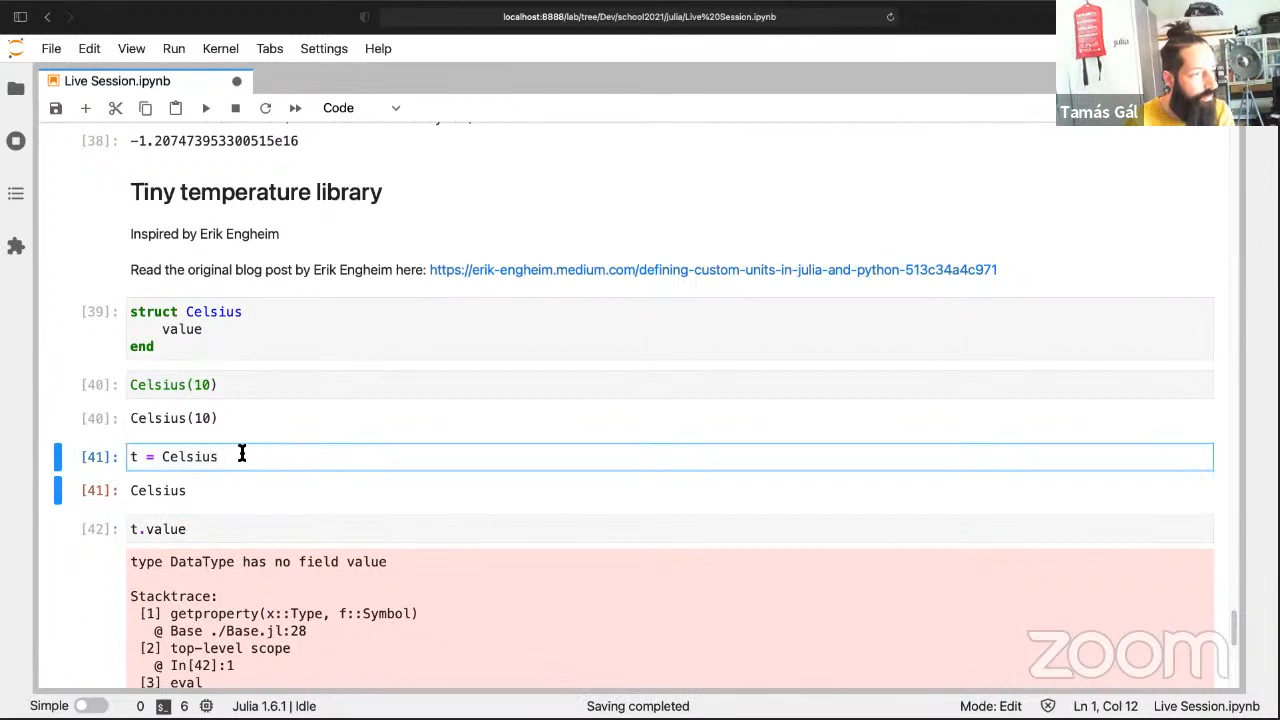 localhost:8888/lab/tree/Dev/school2021/julia/Live%20Session.ipynb
File Edit View Run Kernel Tabs Settings Help
julia
Tamás Gál
Live Session.ipynb
Code
[38]: -1.207473953300515e16
Tiny temperature library
Inspired by Erik Engheim
Read the original blog post by Erik Engheim here: https://erik-engheim.medium.com/defining-custom-units-in-julia-and-python-513c34a4c971
[39]: struct Celsius
value
end
[40]: Celsius(10)
[40]: Celsius(10)
[41]: t = Celsius
[41]: Celsius
[42]: t.value
type DataType has no field value
Stacktrace:
[1] getproperty(x::Type, f::Symbol)
@ Base ./Base.jl:28
[2] top-level scope
@ In[42]:1
[3] eval
zoom
Simple 0 $_ 6 Julia 1.6.1 | Idle Saving completed Mode: Edit Ln 1, Col 12 Live Session.ipynb